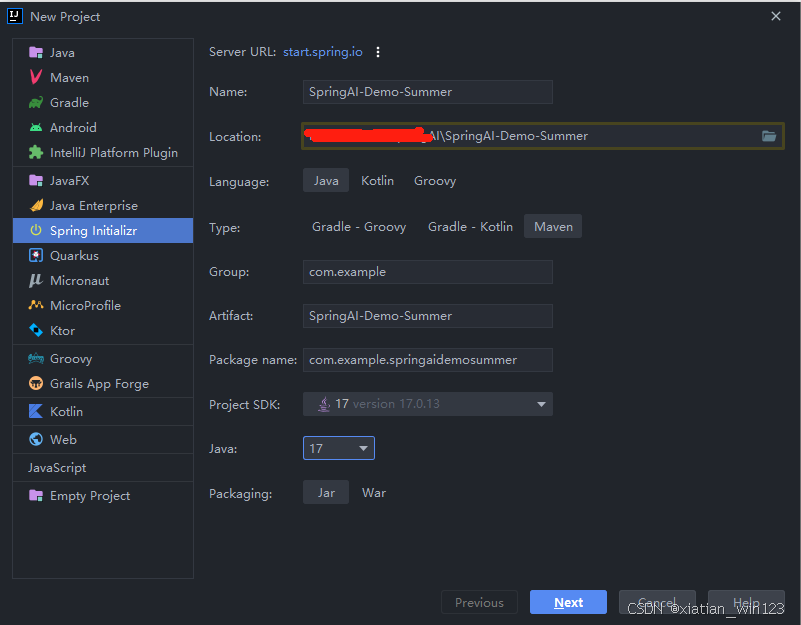 New Project
Java
Maven
Gradle
Android
IntelliJ Platform Plugin
JavaFX
Java Enterprise
Spring Initializr
Quarkus
Micronaut
MicroProfile
Ktor
Groovy
Grails App Forge
Kotlin
Web
JavaScript
Empty Project
Server URL: start.spring.io
Name: SpringAI-Demo-Summer
Location: AI\SpringAI-Demo-Summer
Language: Java Kotlin Groovy
Type: Gradle - Groovy Gradle - Kotlin Maven
Group: com.example
Artifact: SpringAI-Demo-Summer
Package name: com.example.springaidemosummer
Project SDK: 17 version 17.0.13
Java: 17
Packaging: Jar War
Previous Next Cancel Help
CSDN @xiatian_win123